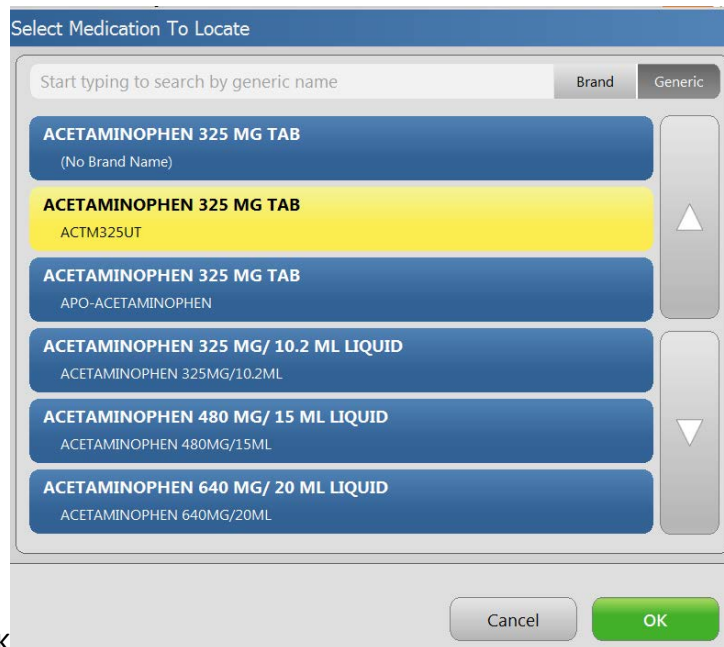 Select Medication To Locate
Start typing to search by generic name
Brand
Generic
ACETAMINOPHEN 325 MG TAB
(No Brand Name)
ACETAMINOPHEN 325 MG TAB
ACTM325UT
ACETAMINOPHEN 325 MG TAB
APO-ACETAMINOPHEN
ACETAMINOPHEN 325 MG/ 10.2 ML LIQUID
ACETAMINOPHEN 325MG/10.2ML
ACETAMINOPHEN 480 MG/ 15 ML LIQUID
ACETAMINOPHEN 480MG/15ML
ACETAMINOPHEN 640 MG/ 20 ML LIQUID
ACETAMINOPHEN 640MG/20ML
Cancel
OK